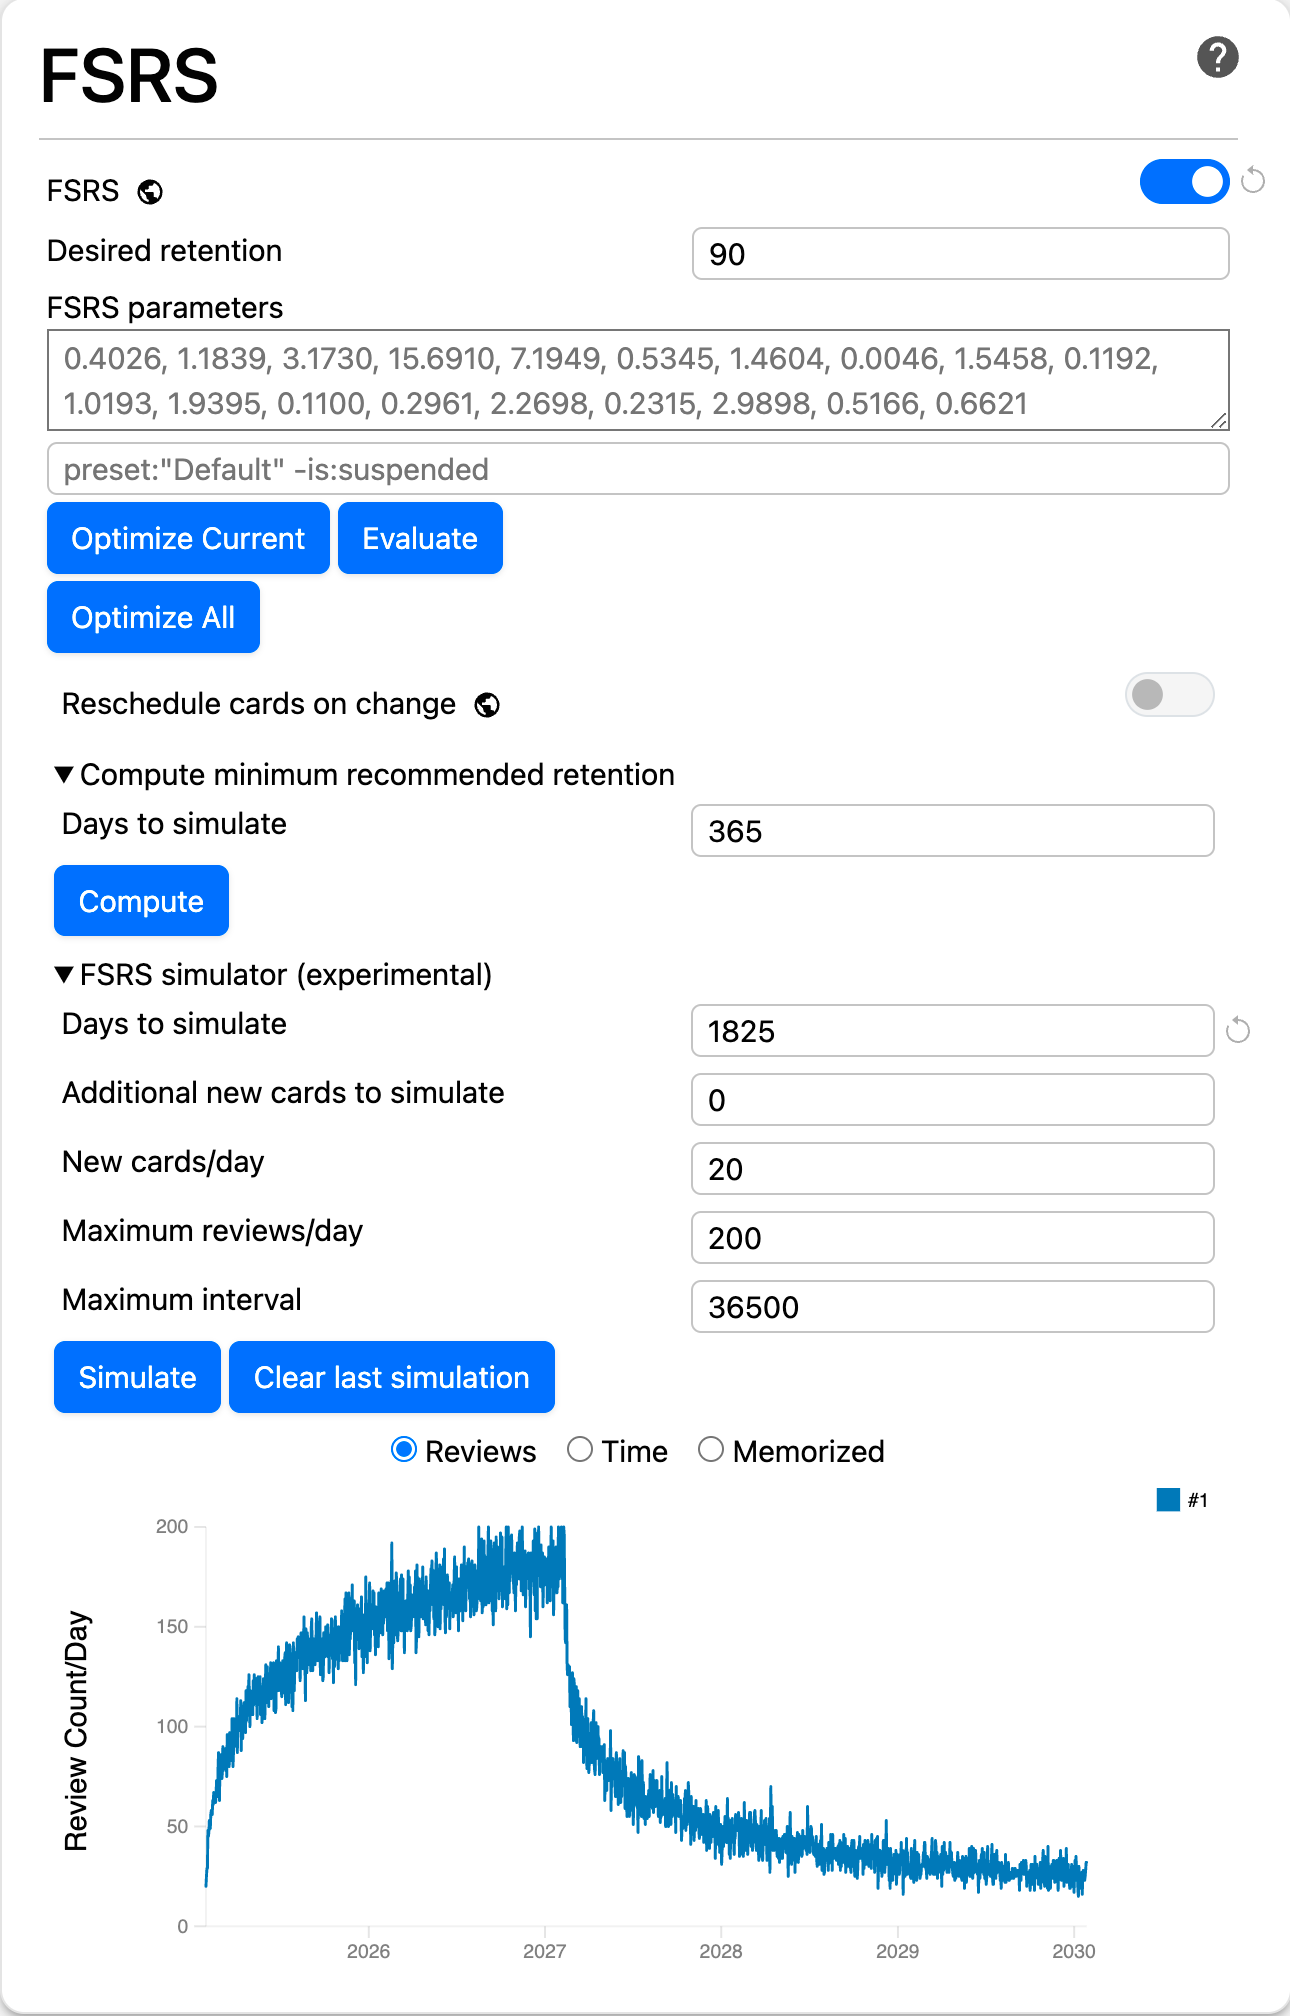 FSRS
?
FSRS
Desired retention
90
FSRS parameters
0.4026, 1.1839, 3.1730, 15.6910, 7.1949, 0.5345, 1.4604, 0.0046, 1.5458, 0.1192,
1.0193, 1.9395, 0.1100, 0.2961, 2.2698, 0.2315, 2.9898, 0.5166, 0.6621
preset:"Default" -is:suspended
Optimize Current
Evaluate
Optimize All
Reschedule cards on change
Compute minimum recommended retention
Days to simulate
365
Compute
FSRS simulator (experimental)
Days to simulate
1825
Additional new cards to simulate
0
New cards/day
20
Maximum reviews/day
200
Maximum interval
36500
Simulate
Clear last simulation
Reviews
Time
Memorized
#1
Review Count/Day
200
150
100
50
0
2026
2027
2028
2029
2030